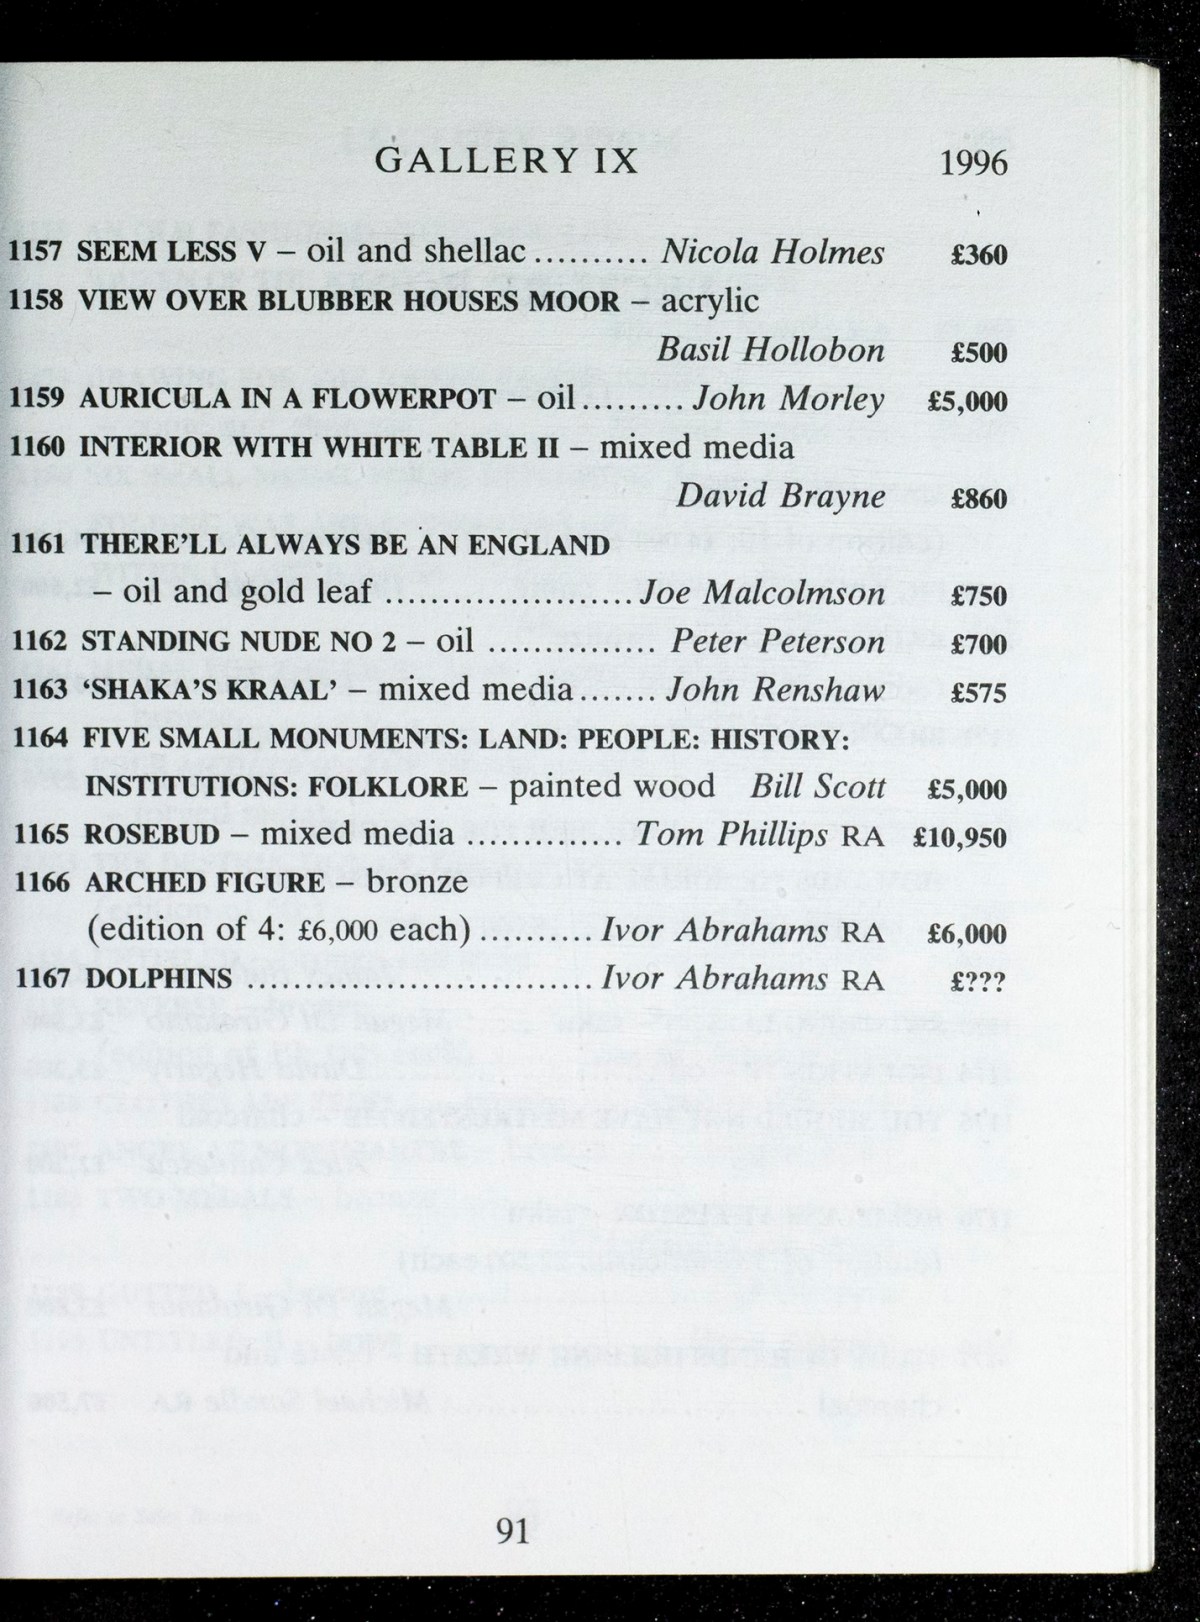 GALLERY IX 1996
1157 SEEM LESS V – oil and shellac .......... Nicola Holmes £360
1158 VIEW OVER BLUBBER HOUSES MOOR – acrylic
Basil Hollobon £500
1159 AURICULA IN A FLOWERPOT – oil ......... John Morley £5,000
1160 INTERIOR WITH WHITE TABLE II – mixed media
David Brayne £860
1161 THERE'LL ALWAYS BE AN ENGLAND
– oil and gold leaf ....................... Joe Malcolmson £750
1162 STANDING NUDE NO 2 – oil ............... Peter Peterson £700
1163 ‘SHAKA’S KRAAL’ – mixed media ....... John Renshaw £575
1164 FIVE SMALL MONUMENTS: LAND: PEOPLE: HISTORY:
INSTITUTIONS: FOLKLORE – painted wood Bill Scott £5,000
1165 ROSEBUD – mixed media .............. Tom Phillips RA £10,950
1166 ARCHED FIGURE – bronze
(edition of 4: £6,000 each) .......... Ivor Abrahams RA £6,000
1167 DOLPHINS ................................ Ivor Abrahams RA £???
91